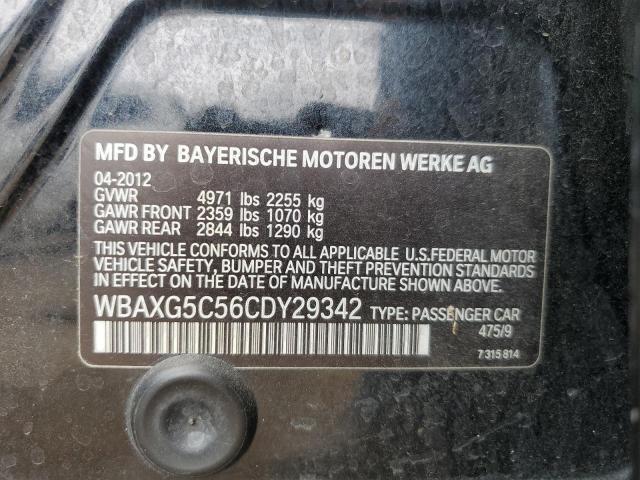 MFD BY BAYERISCHE MOTOREN WERKE AG
04-2012
GVWR 4971 lbs 2255 kg
GAWR FRONT 2359 lbs 1070 kg
GAWR REAR 2844 lbs 1290 kg
THIS VEHICLE CONFORMS TO ALL APPLICABLE U.S.FEDERAL MOTOR
VEHICLE SAFETY, BUMPER AND THEFT PREVENTION STANDARDS
IN EFFECT ON THE DATE OF MANUFACTURE SHOWN ABOVE.
WBAXG5C56CDY29342 TYPE: PASSENGER CAR
475/9
7 315 814